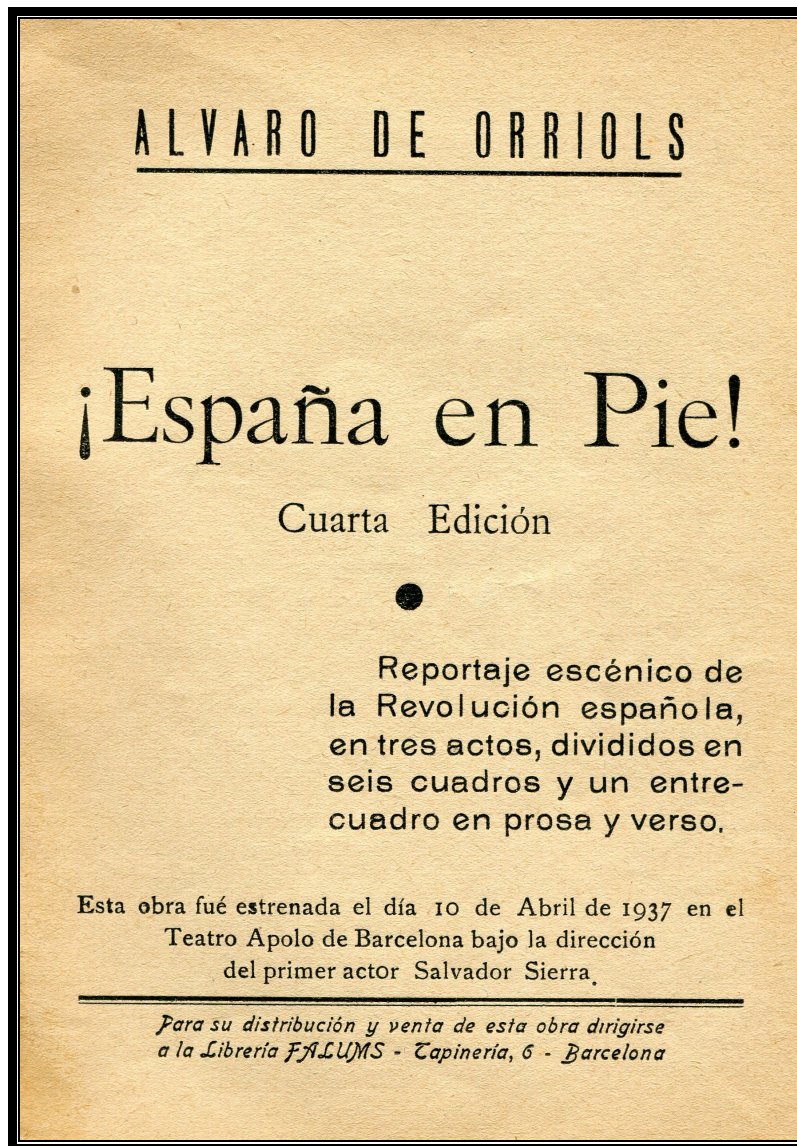 ALVARO DE ORRIOLS
¡España en Pie!
Cuarta Edición
Reportaje escénico de
la Revolución española,
en tres actos, divididos en
seis cuadros y un entre-
cuadro en prosa y verso.
Esta obra fué estrenada el día 10 de Abril de 1937 en el
Teatro Apolo de Barcelona bajo la dirección
del primer actor Salvador Sierra.
Para su distribución y venta de esta obra dirigirse
a la Librería FALUMS - Tapinería, 6 - Barcelona